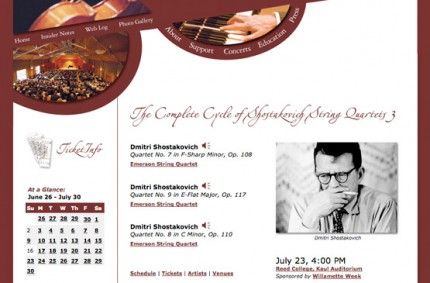 Home
Insider Notes
Web Log
Photo Gallery
About
Support
Concerts
Education
Press
The Complete Cycle of Shostakovich String Quartets 3
Ticket Info
At a Glance:
June 26 - July 30
Su M T W T F S
26 27 28 29 30 1
2 3 4 5 6 7 8
9 10 11 12 13 14 15
16 17 18 19 20 21 22
23 24 25 26 27 28 29
30
Dmitri Shostakovich
Quartet No. 7 in F-Sharp Minor, Op. 108
Emerson String Quartet
Dmitri Shostakovich
Quartet No. 9 in E-Flat Major, Op. 117
Emerson String Quartet
Dmitri Shostakovich
Quartet No. 8 in C Minor, Op. 110
Emerson String Quartet
Schedule | Tickets | Artists | Venues
Dmitri Shostakovich
July 23, 4:00 PM
Reed College, Kaul Auditorium
Sponsored by Willamette Week